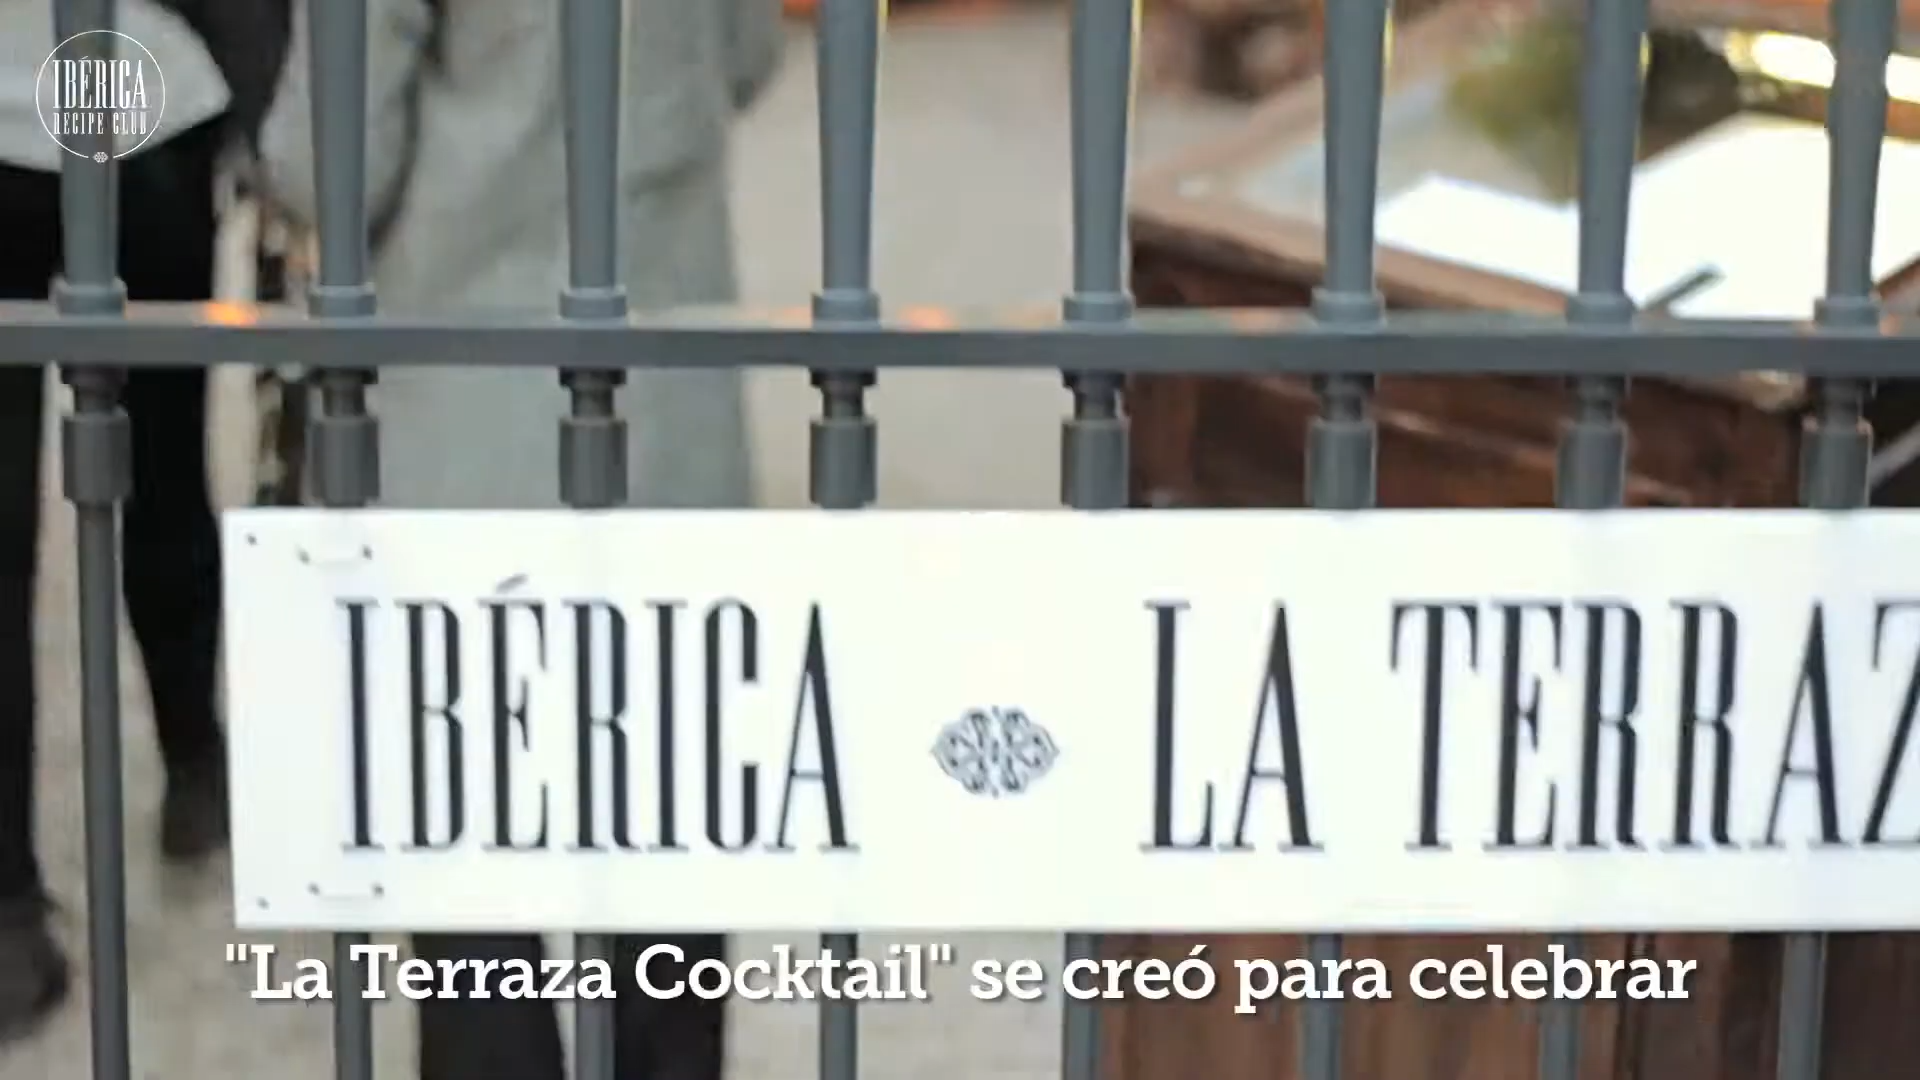 IBÉRICA
RECIPE CLUB
IBÉRICA LA TERRAZ
"La Terraza Cocktail" se creó para celebrar